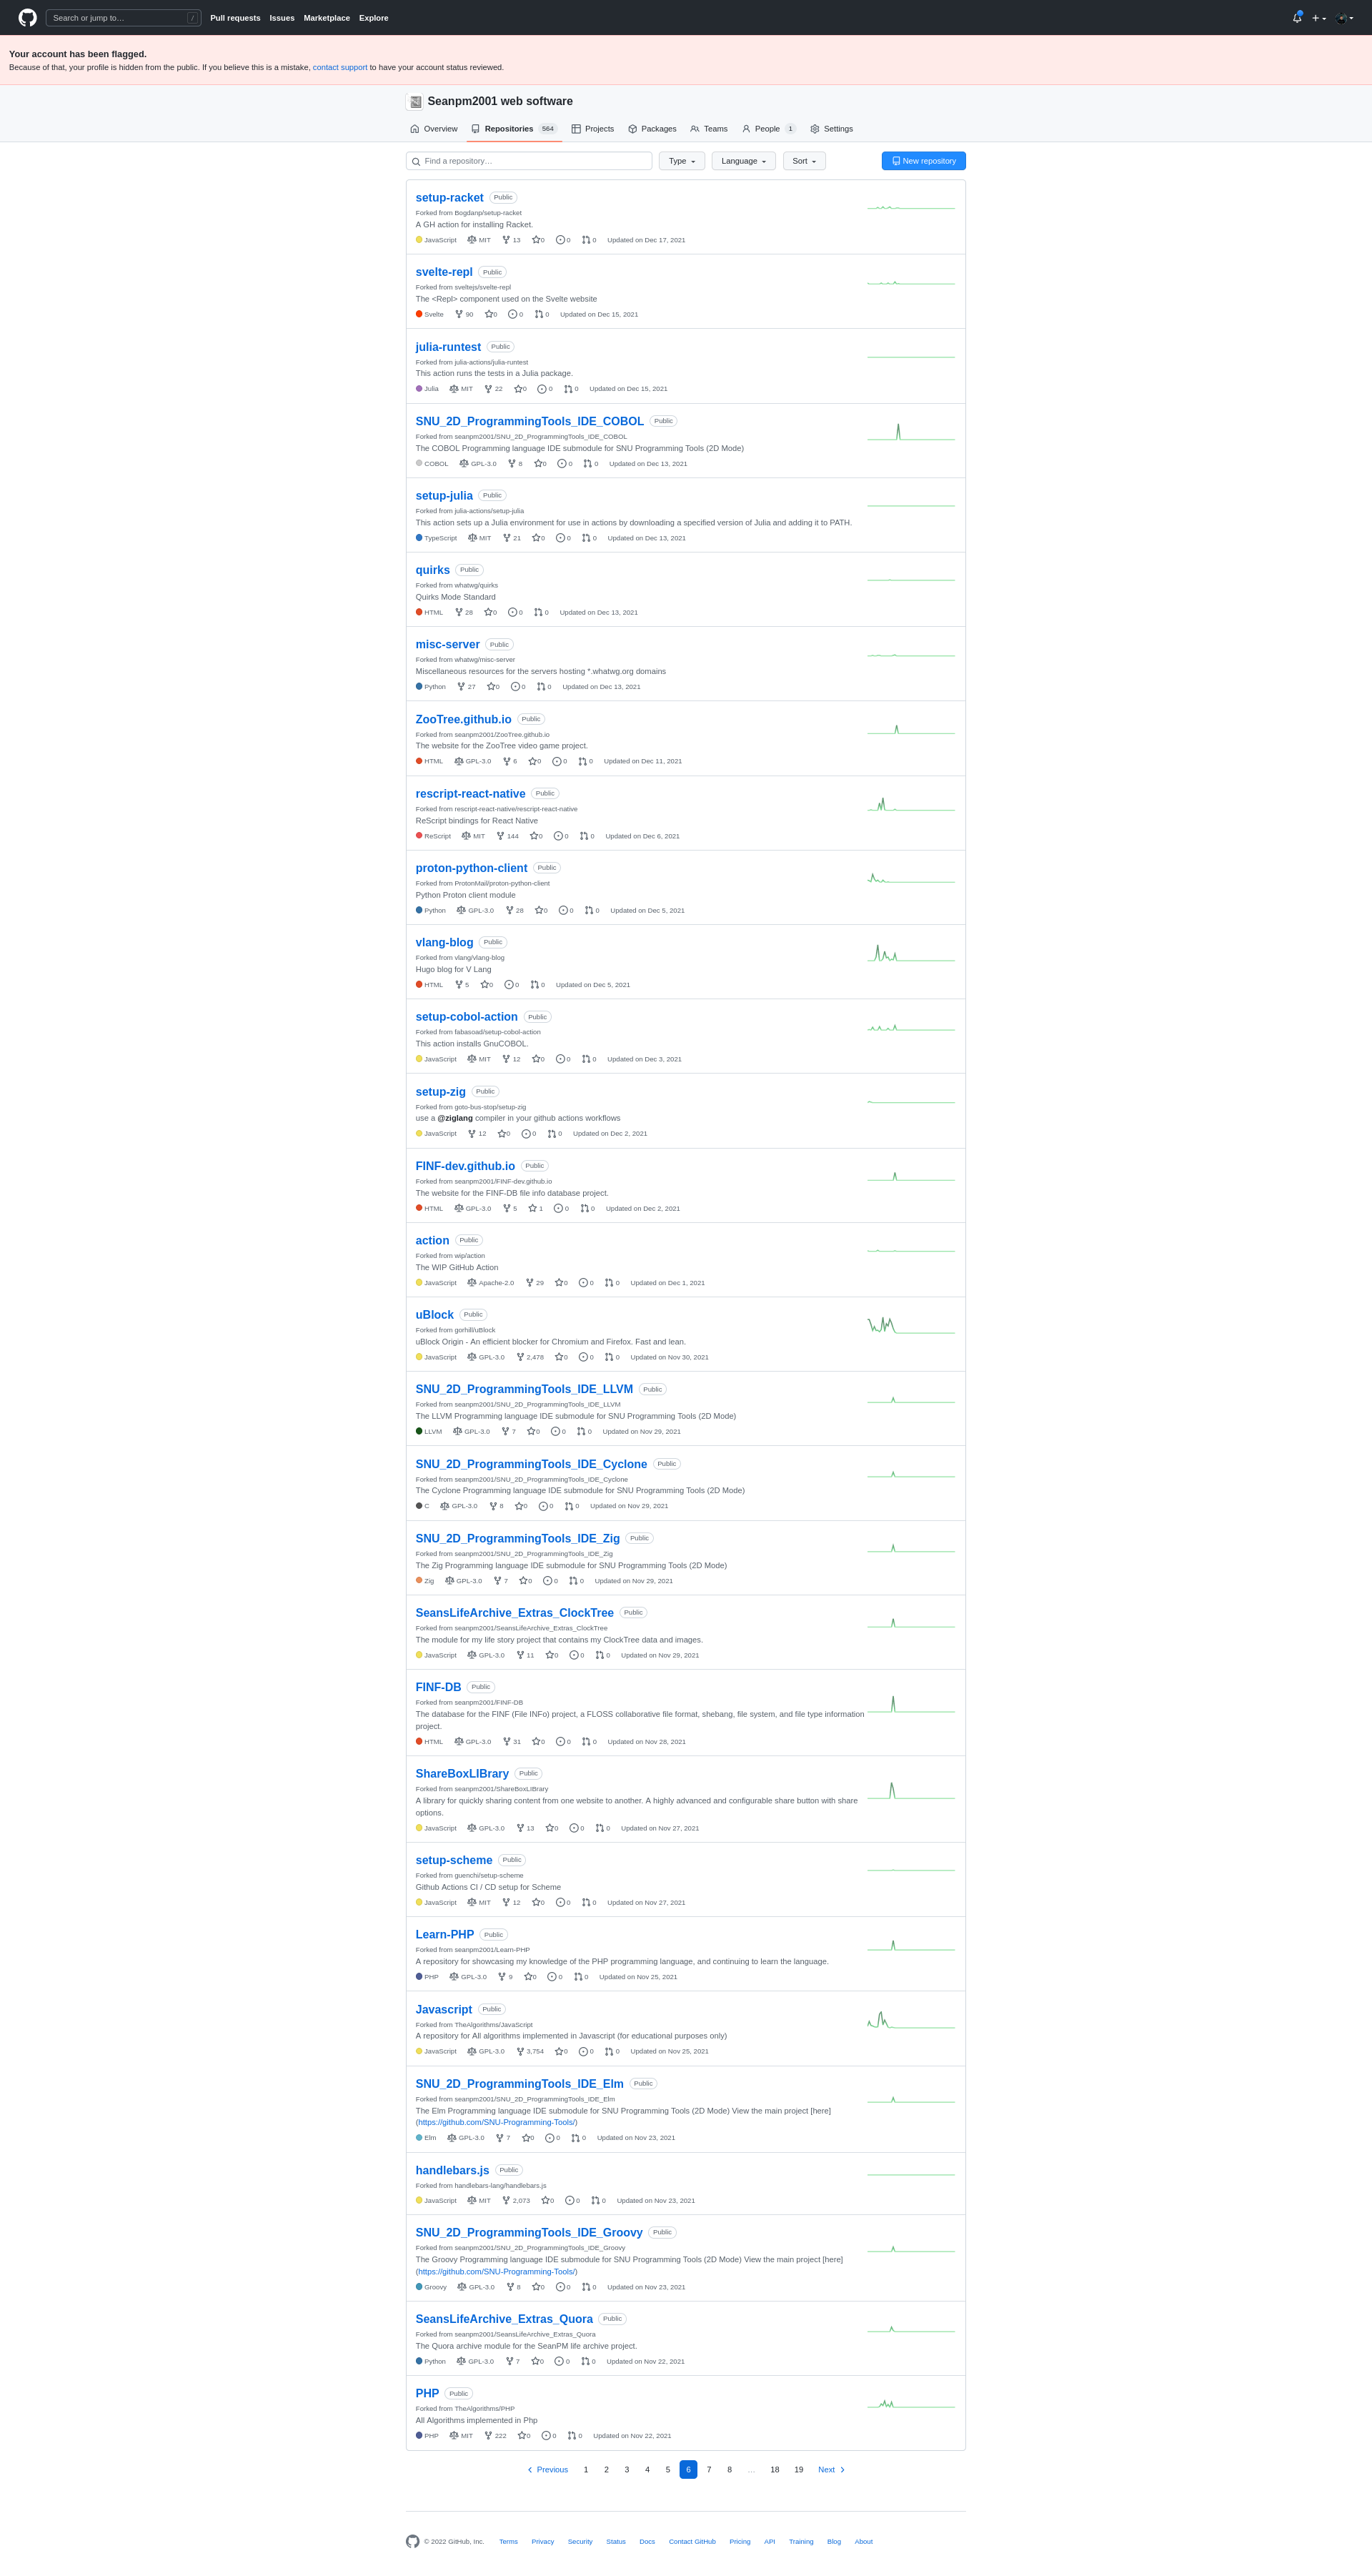 Search or jump to… /
Pull requests Issues Marketplace Explore
Your account has been flagged.
Because of that, your profile is hidden from the public. If you believe this is a mistake, contact support to have your account status reviewed.
Seanpm2001 web software
Overview Repositories 564 Projects Packages Teams People 1 Settings
Find a repository… Type Language Sort New repository
setup-racket Public
Forked from Bogdanp/setup-racket
A GH action for installing Racket.
JavaScript MIT 13 0 0 0 Updated on Dec 17, 2021
svelte-repl Public
Forked from sveltejs/svelte-repl
The <Repl> component used on the Svelte website
Svelte 90 0 0 0 Updated on Dec 15, 2021
julia-runtest Public
Forked from julia-actions/julia-runtest
This action runs the tests in a Julia package.
Julia MIT 22 0 0 0 Updated on Dec 15, 2021
SNU_2D_ProgrammingTools_IDE_COBOL Public
Forked from seanpm2001/SNU_2D_ProgrammingTools_IDE_COBOL
The COBOL Programming language IDE submodule for SNU Programming Tools (2D Mode)
COBOL GPL-3.0 8 0 0 0 Updated on Dec 13, 2021
setup-julia Public
Forked from julia-actions/setup-julia
This action sets up a Julia environment for use in actions by downloading a specified version of Julia and adding it to PATH.
TypeScript MIT 21 0 0 0 Updated on Dec 13, 2021
quirks Public
Forked from whatwg/quirks
Quirks Mode Standard
HTML 28 0 0 0 Updated on Dec 13, 2021
misc-server Public
Forked from whatwg/misc-server
Miscellaneous resources for the servers hosting *.whatwg.org domains
Python 27 0 0 0 Updated on Dec 13, 2021
ZooTree.github.io Public
Forked from seanpm2001/ZooTree.github.io
The website for the ZooTree video game project.
HTML GPL-3.0 6 0 0 0 Updated on Dec 11, 2021
rescript-react-native Public
Forked from rescript-react-native/rescript-react-native
ReScript bindings for React Native
ReScript MIT 144 0 0 0 Updated on Dec 6, 2021
proton-python-client Public
Forked from ProtonMail/proton-python-client
Python Proton client module
Python GPL-3.0 28 0 0 0 Updated on Dec 5, 2021
vlang-blog Public
Forked from vlang/vlang-blog
Hugo blog for V Lang
HTML 5 0 0 0 Updated on Dec 5, 2021
setup-cobol-action Public
Forked from fabasoad/setup-cobol-action
This action installs GnuCOBOL.
JavaScript MIT 12 0 0 0 Updated on Dec 3, 2021
setup-zig Public
Forked from goto-bus-stop/setup-zig
use a @ziglang compiler in your github actions workflows
JavaScript 12 0 0 0 Updated on Dec 2, 2021
FINF-dev.github.io Public
Forked from seanpm2001/FINF-dev.github.io
The website for the FINF-DB file info database project.
HTML GPL-3.0 5 1 0 0 Updated on Dec 2, 2021
action Public
Forked from wip/action
The WIP GitHub Action
JavaScript Apache-2.0 29 0 0 0 Updated on Dec 1, 2021
uBlock Public
Forked from gorhill/uBlock
uBlock Origin - An efficient blocker for Chromium and Firefox. Fast and lean.
JavaScript GPL-3.0 2,478 0 0 0 Updated on Nov 30, 2021
SNU_2D_ProgrammingTools_IDE_LLVM Public
Forked from seanpm2001/SNU_2D_ProgrammingTools_IDE_LLVM
The LLVM Programming language IDE submodule for SNU Programming Tools (2D Mode)
LLVM GPL-3.0 7 0 0 0 Updated on Nov 29, 2021
SNU_2D_ProgrammingTools_IDE_Cyclone Public
Forked from seanpm2001/SNU_2D_ProgrammingTools_IDE_Cyclone
The Cyclone Programming language IDE submodule for SNU Programming Tools (2D Mode)
C GPL-3.0 8 0 0 0 Updated on Nov 29, 2021
SNU_2D_ProgrammingTools_IDE_Zig Public
Forked from seanpm2001/SNU_2D_ProgrammingTools_IDE_Zig
The Zig Programming language IDE submodule for SNU Programming Tools (2D Mode)
Zig GPL-3.0 7 0 0 0 Updated on Nov 29, 2021
SeansLifeArchive_Extras_ClockTree Public
Forked from seanpm2001/SeansLifeArchive_Extras_ClockTree
The module for my life story project that contains my ClockTree data and images.
JavaScript GPL-3.0 11 0 0 0 Updated on Nov 29, 2021
FINF-DB Public
Forked from seanpm2001/FINF-DB
The database for the FINF (File INFo) project, a FLOSS collaborative file format, shebang, file system, and file type information
project.
HTML GPL-3.0 31 0 0 0 Updated on Nov 28, 2021
ShareBoxLIBrary Public
Forked from seanpm2001/ShareBoxLIBrary
A library for quickly sharing content from one website to another. A highly advanced and configurable share button with share
options.
JavaScript GPL-3.0 13 0 0 0 Updated on Nov 27, 2021
setup-scheme Public
Forked from guenchi/setup-scheme
Github Actions CI / CD setup for Scheme
JavaScript MIT 12 0 0 0 Updated on Nov 27, 2021
Learn-PHP Public
Forked from seanpm2001/Learn-PHP
A repository for showcasing my knowledge of the PHP programming language, and continuing to learn the language.
PHP GPL-3.0 9 0 0 0 Updated on Nov 25, 2021
Javascript Public
Forked from TheAlgorithms/JavaScript
A repository for All algorithms implemented in Javascript (for educational purposes only)
JavaScript GPL-3.0 3,754 0 0 0 Updated on Nov 25, 2021
SNU_2D_ProgrammingTools_IDE_Elm Public
Forked from seanpm2001/SNU_2D_ProgrammingTools_IDE_Elm
The Elm Programming language IDE submodule for SNU Programming Tools (2D Mode) View the main project [here]
(https://github.com/SNU-Programming-Tools/)
Elm GPL-3.0 7 0 0 0 Updated on Nov 23, 2021
handlebars.js Public
Forked from handlebars-lang/handlebars.js
JavaScript MIT 2,073 0 0 0 Updated on Nov 23, 2021
SNU_2D_ProgrammingTools_IDE_Groovy Public
Forked from seanpm2001/SNU_2D_ProgrammingTools_IDE_Groovy
The Groovy Programming language IDE submodule for SNU Programming Tools (2D Mode) View the main project [here]
(https://github.com/SNU-Programming-Tools/)
Groovy GPL-3.0 8 0 0 0 Updated on Nov 23, 2021
SeansLifeArchive_Extras_Quora Public
Forked from seanpm2001/SeansLifeArchive_Extras_Quora
The Quora archive module for the SeanPM life archive project.
Python GPL-3.0 7 0 0 0 Updated on Nov 22, 2021
PHP Public
Forked from TheAlgorithms/PHP
All Algorithms implemented in Php
PHP MIT 222 0 0 0 Updated on Nov 22, 2021
Previous 1 2 3 4 5 6 7 8 … 18 19 Next
© 2022 GitHub, Inc. Terms Privacy Security Status Docs Contact GitHub Pricing API Training Blog About